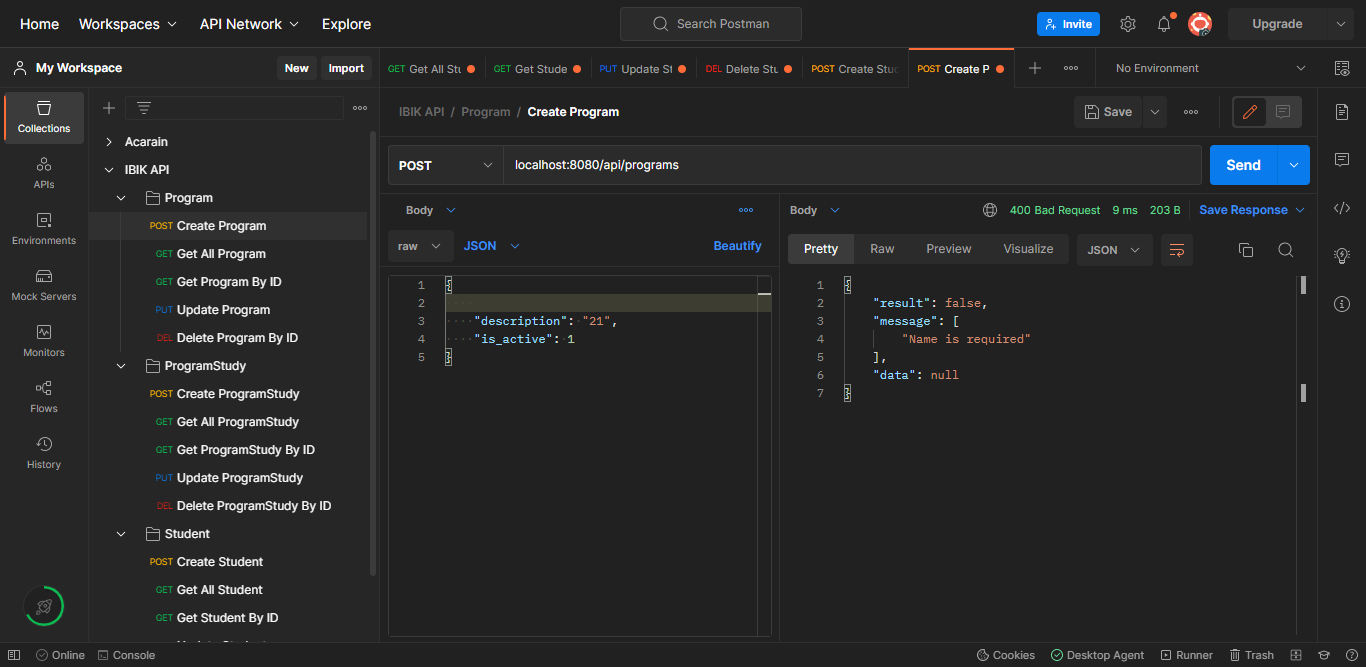 Home Workspaces API Network Explore Search Postman Invite Upgrade
My Workspace New Import GET Get All Stu GET Get Stude PUT Update St DEL Delete Stu POST Create Stuc POST Create P No Environment
Collections
APIs
Environments
Mock Servers
Monitors
Flows
History
Acarain
IBIK API
Program
POST Create Program
GET Get All Program
GET Get Program By ID
PUT Update Program
DEL Delete Program By ID
ProgramStudy
POST Create ProgramStudy
GET Get All ProgramStudy
GET Get ProgramStudy By ID
PUT Update ProgramStudy
DEL Delete ProgramStudy By ID
Student
POST Create Student
GET Get All Student
GET Get Student By ID
IBIK API / Program / Create Program Save
POST localhost:8080/api/programs Send
Body
raw JSON Beautify
1 {
2
3 "description": "21",
4 "is_active": 1
5 }
Body 400 Bad Request 9 ms 203 B Save Response
Pretty Raw Preview Visualize JSON
1 {
2 "result": false,
3 "message": [
4 "Name is required"
5 ],
6 "data": null
7 }
Online Console Cookies Desktop Agent Runner Trash